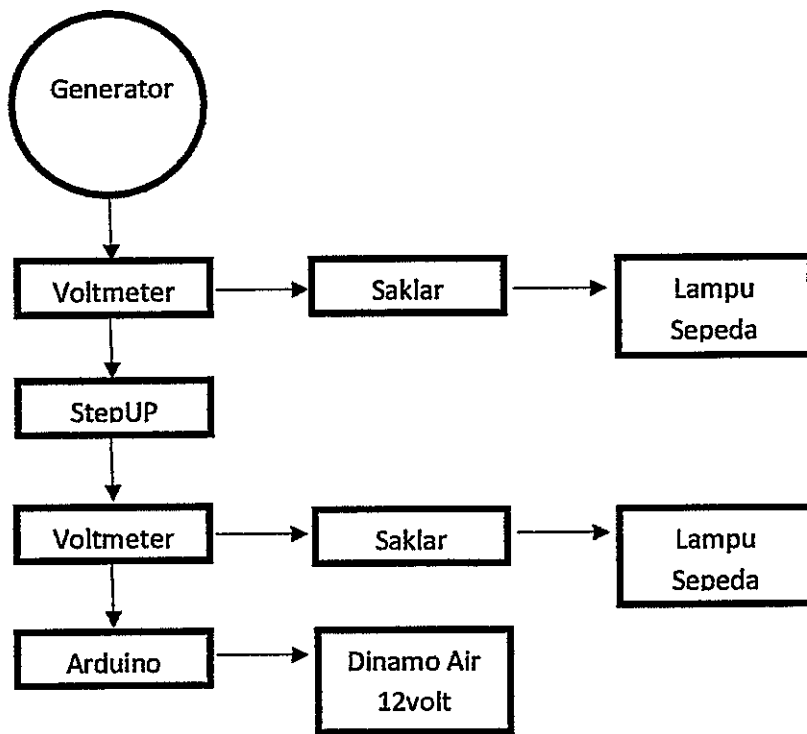 Generator
Voltmeter
Saklar
Lampu
Sepeda
StepUP
Voltmeter
Saklar
Lampu
Sepeda
Arduino
Dinamo Air
12volt